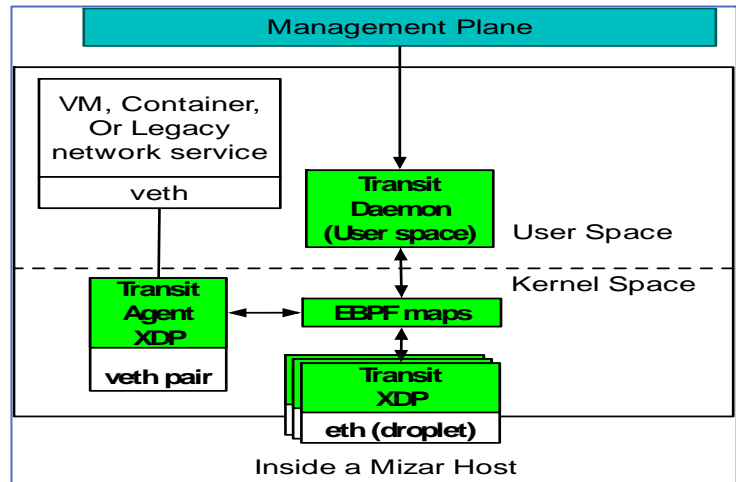 Management Plane
VM, Container,
Or Legacy
network service
veth
Transit
Daemon
(User space)
User Space
Kernel Space
Transit
Agent
XDP
veth pair
EBPF maps
Transit
XDP
eth (droplet)
Inside a Mizar Host